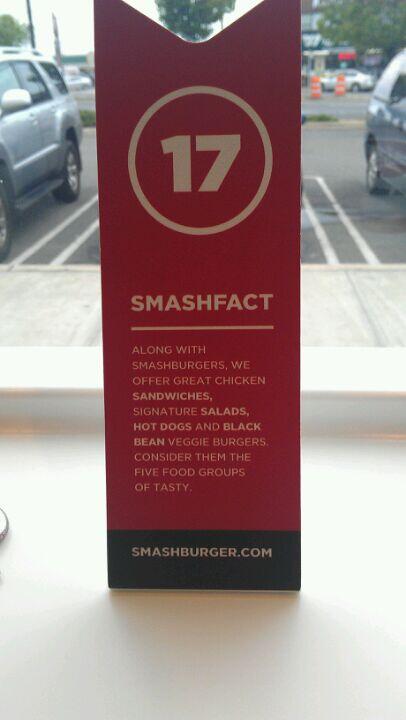 17
SMASHFACT
ALONG WITH
SMASHBURGERS, WE
OFFER GREAT CHICKEN
SANDWICHES,
SIGNATURE SALADS,
HOT DOGS AND BLACK
BEAN VEGGIE BURGERS.
CONSIDER THEM THE
FIVE FOOD GROUPS
OF TASTY.
SMASHBURGER.COM